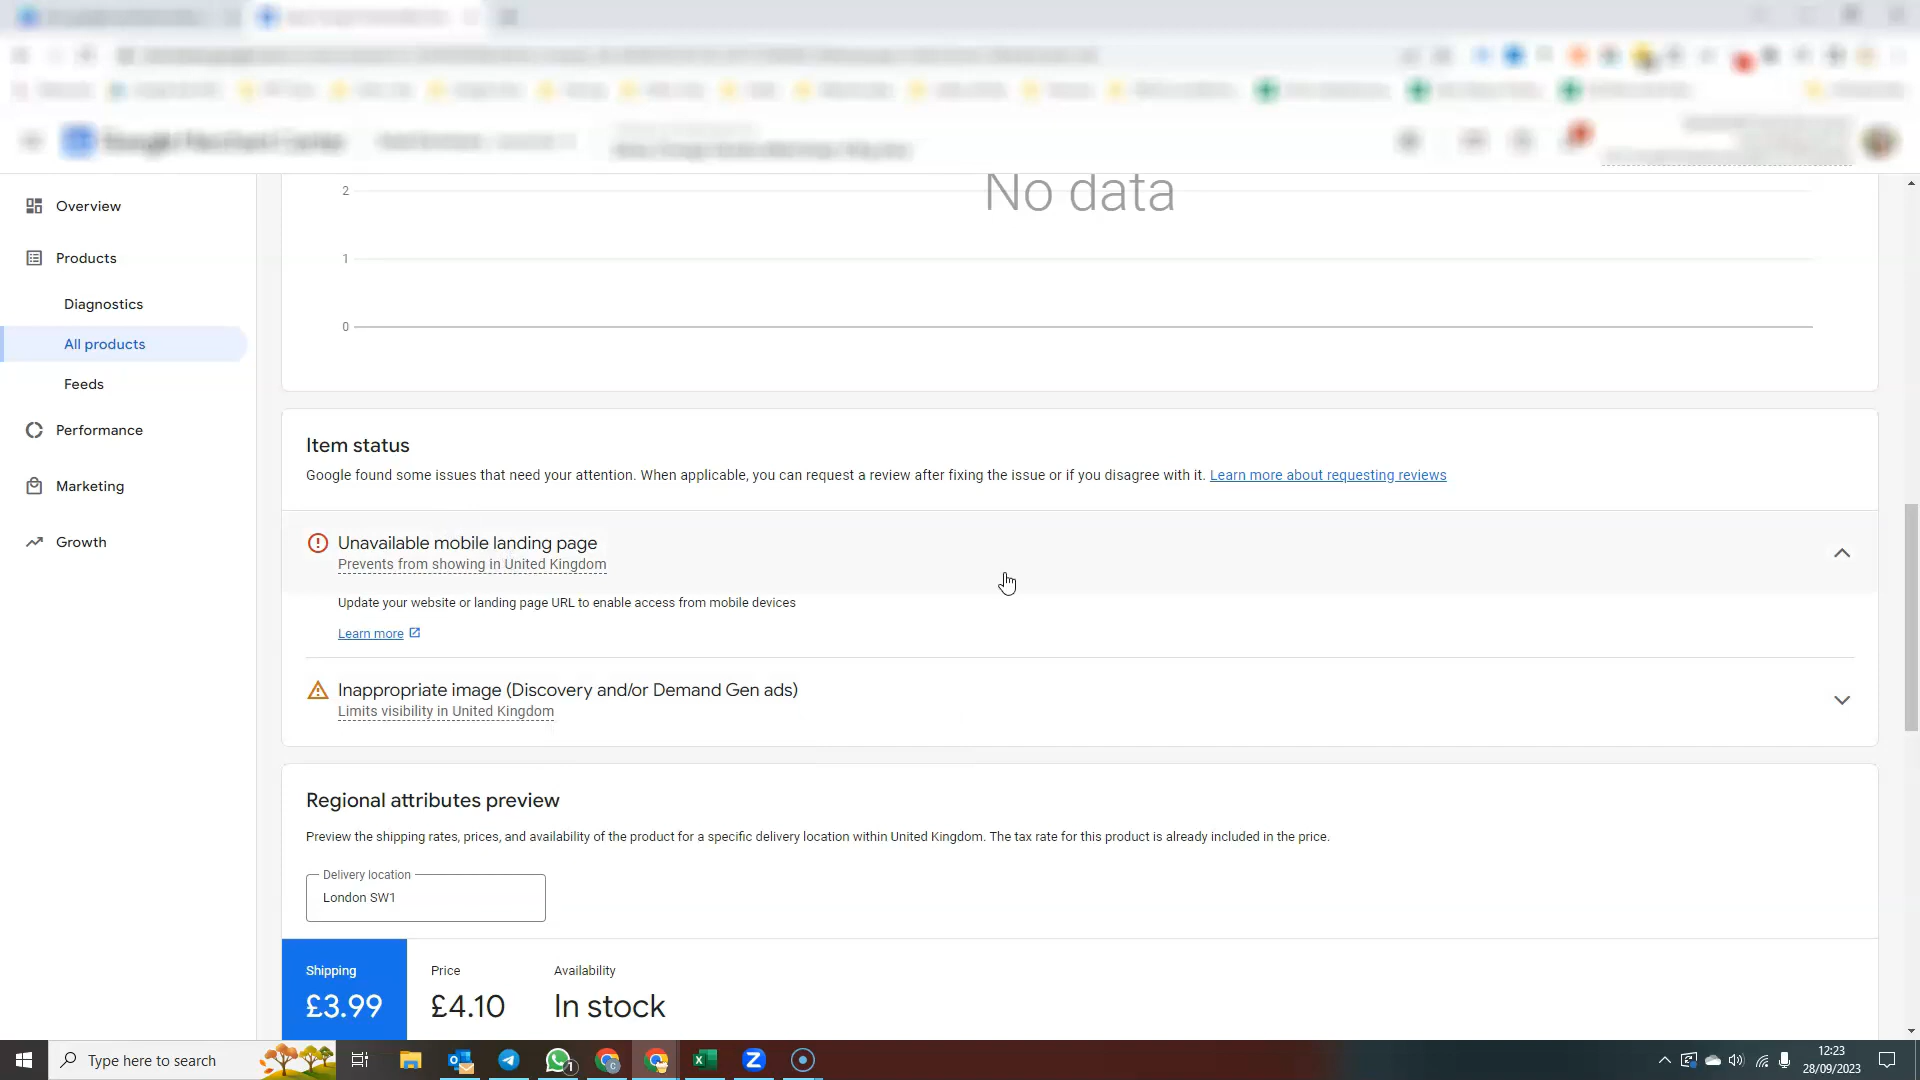 Google Merchant Center
Overview
Products
Diagnostics
All products
Feeds
Performance
Marketing
Growth
2
No data
1
0
Item status
Google found some issues that need your attention. When applicable, you can request a review after fixing the issue or if you disagree with it. Learn more about requesting reviews
Unavailable mobile landing page
Prevents from showing in United Kingdom
Update your website or landing page URL to enable access from mobile devices
Learn more
Inappropriate image (Discovery and/or Demand Gen ads)
Limits visibility in United Kingdom
Regional attributes preview
Preview the shipping rates, prices, and availability of the product for a specific delivery location within United Kingdom. The tax rate for this product is already included in the price.
Delivery location
London SW1
Shipping
£3.99
Price
£4.10
Availability
In stock
Type here to search
1
12:23
28/09/2023